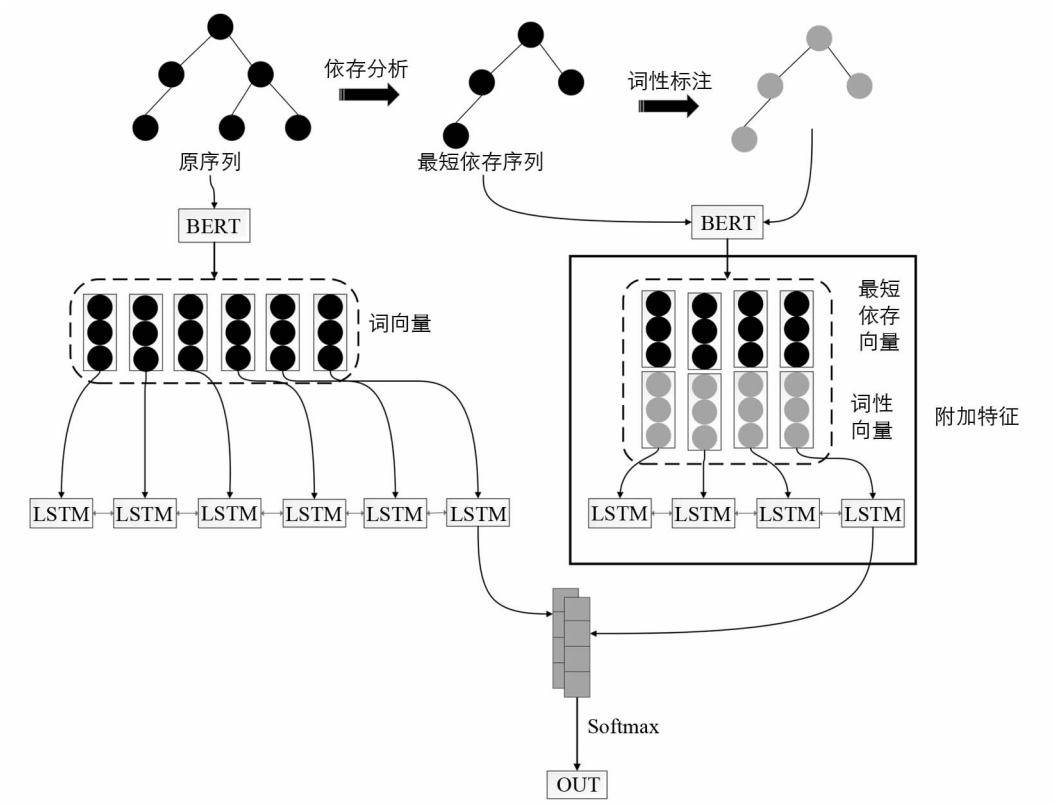 依存分析
词性标注
原序列
最短依存序列
BERT
BERT
词向量
最短
依存
向量
词性
向量
附加特征
LSTM
LSTM
LSTM
LSTM
LSTM
LSTM
LSTM
LSTM
LSTM
LSTM
Softmax
OUT